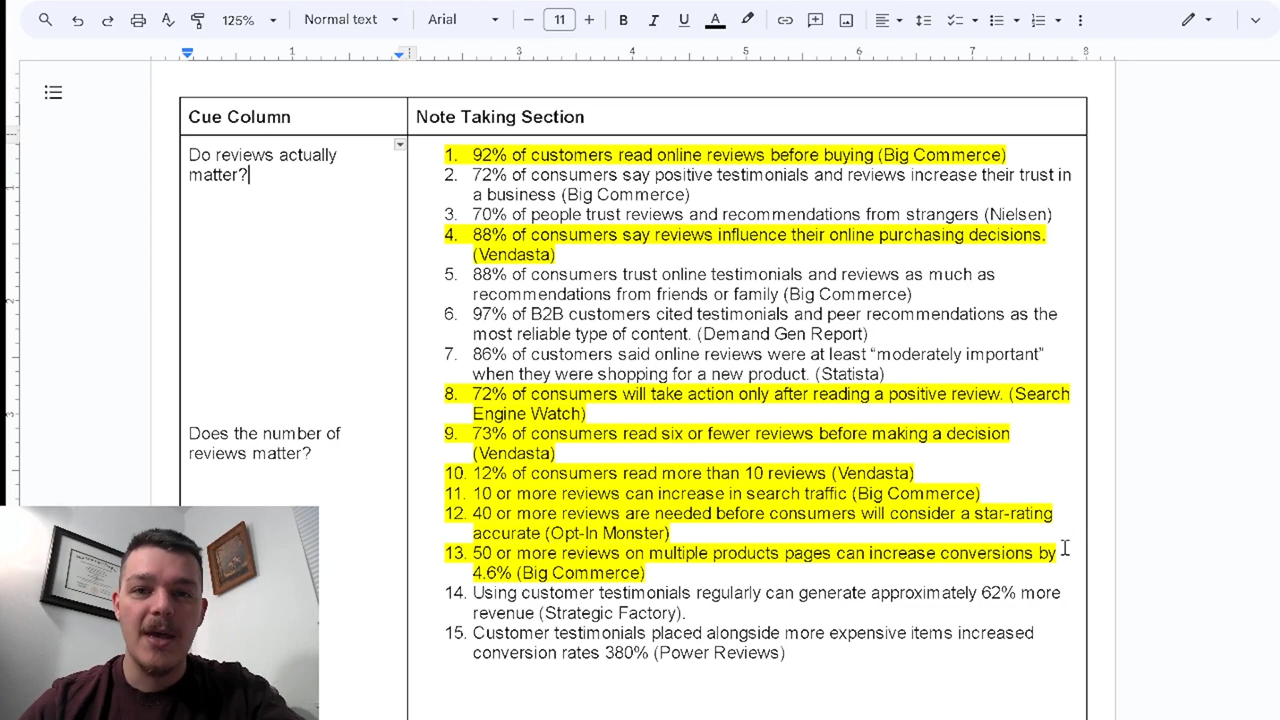 125%
Normal text
Arial
11
B
I
U
A
1
3
4
5
6
7
8
Cue Column
Note Taking Section
Do reviews actually
matter?
1. 92% of customers read online reviews before buying (Big Commerce)
2. 72% of consumers say positive testimonials and reviews increase their trust in
a business (Big Commerce)
3. 70% of people trust reviews and recommendations from strangers (Nielsen)
4. 88% of consumers say reviews influence their online purchasing decisions.
(Vendasta)
5. 88% of consumers trust online testimonials and reviews as much as
recommendations from friends or family (Big Commerce)
6. 97% of B2B customers cited testimonials and peer recommendations as the
most reliable type of content. (Demand Gen Report)
7. 86% of customers said online reviews were at least “moderately important”
when they were shopping for a new product. (Statista)
8. 72% of consumers will take action only after reading a positive review. (Search
Engine Watch)
Does the number of
reviews matter?
9. 73% of consumers read six or fewer reviews before making a decision
(Vendasta)
10. 12% of consumers read more than 10 reviews (Vendasta)
11. 10 or more reviews can increase in search traffic (Big Commerce)
12. 40 or more reviews are needed before consumers will consider a star-rating
accurate (Opt-In Monster)
13. 50 or more reviews on multiple products pages can increase conversions by
4.6% (Big Commerce)
14. Using customer testimonials regularly can generate approximately 62% more
revenue (Strategic Factory).
15. Customer testimonials placed alongside more expensive items increased
conversion rates 380% (Power Reviews)
1
2
3